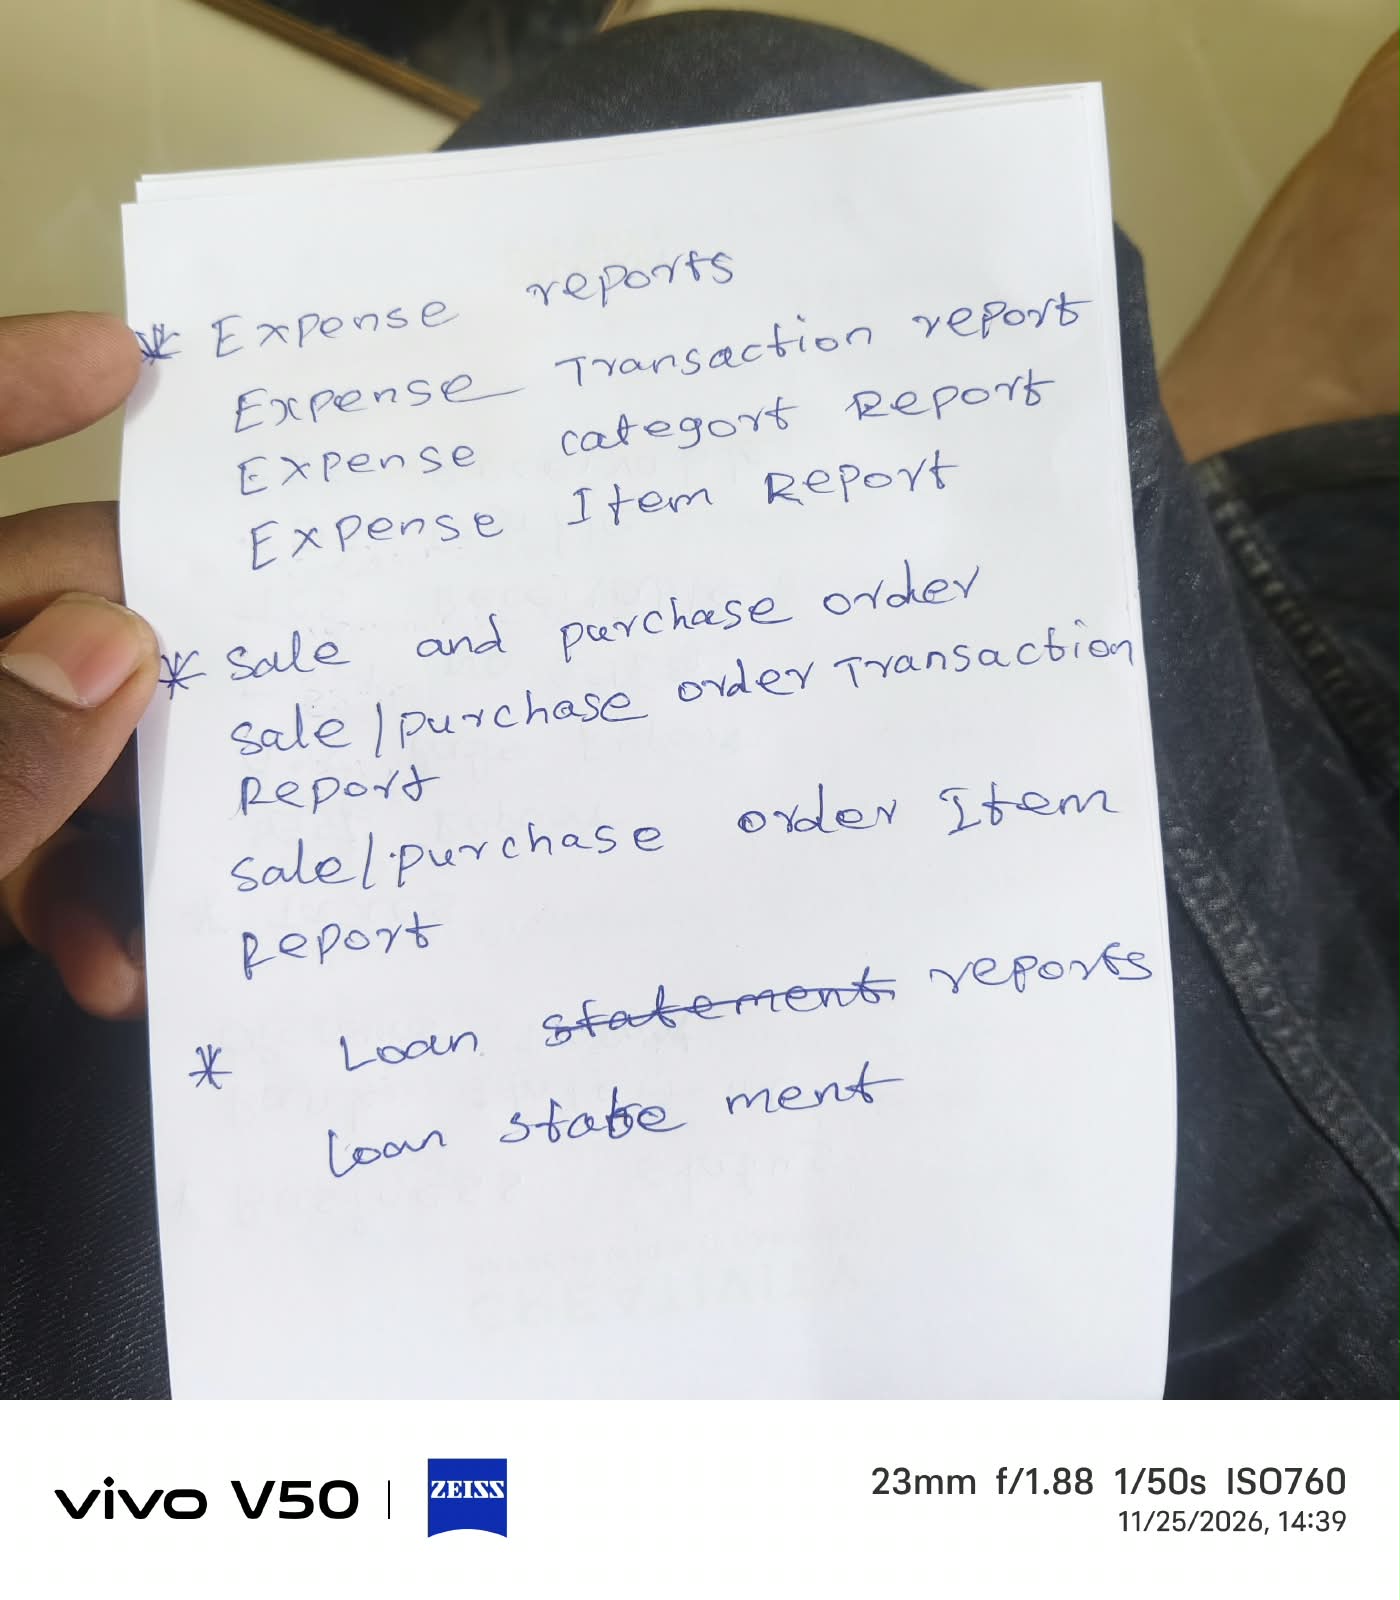 * Expense reports
Expense Transaction report
Expense categort Report
Expense Item Report
* Sale and purchase order
Sale/purchase order Transaction
Report
Sale/purchase order Item
Report
* Loan statement reports
Loan state ment
vivo V50 | ZEISS
23mm f/1.88 1/50s ISO760
11/25/2026, 14:39